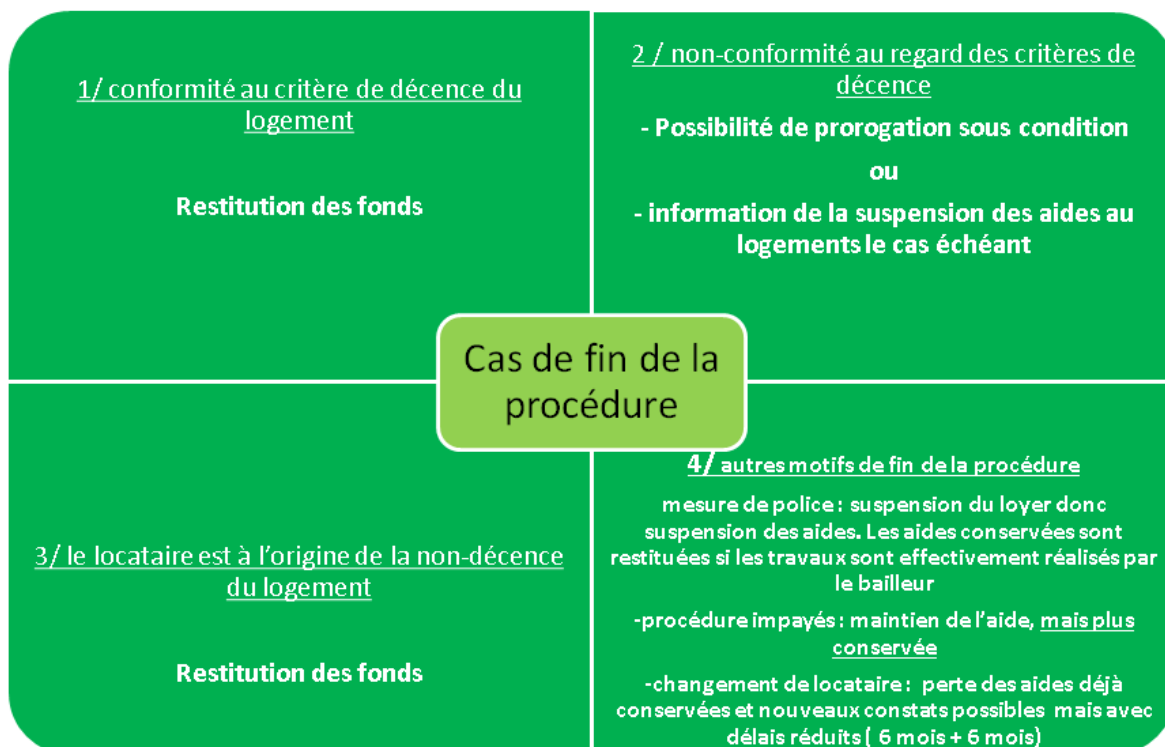 1/ conformité au critère de décence du
logement
Restitution des fonds
2 / non-conformité au regard des critères de
décence
- Possibilité de prorogation sous condition
ou
- information de la suspension des aides au
logements le cas échéant
Cas de fin de la
procédure
3/ le locataire est à l'origine de la non-décence
du logement
Restitution des fonds
4/ autres motifs de fin de la procédure
mesure de police : suspension du loyer donc
suspension des aides. Les aides conservées sont
restituées si les travaux sont effectivement réalisés par
le bailleur
-procédure impayés : maintien de l'aide, mais plus
conservée
-changement de locataire : perte des aides déjà
conservées et nouveaux constats possibles mais avec
délais réduits ( 6 mois + 6 mois)